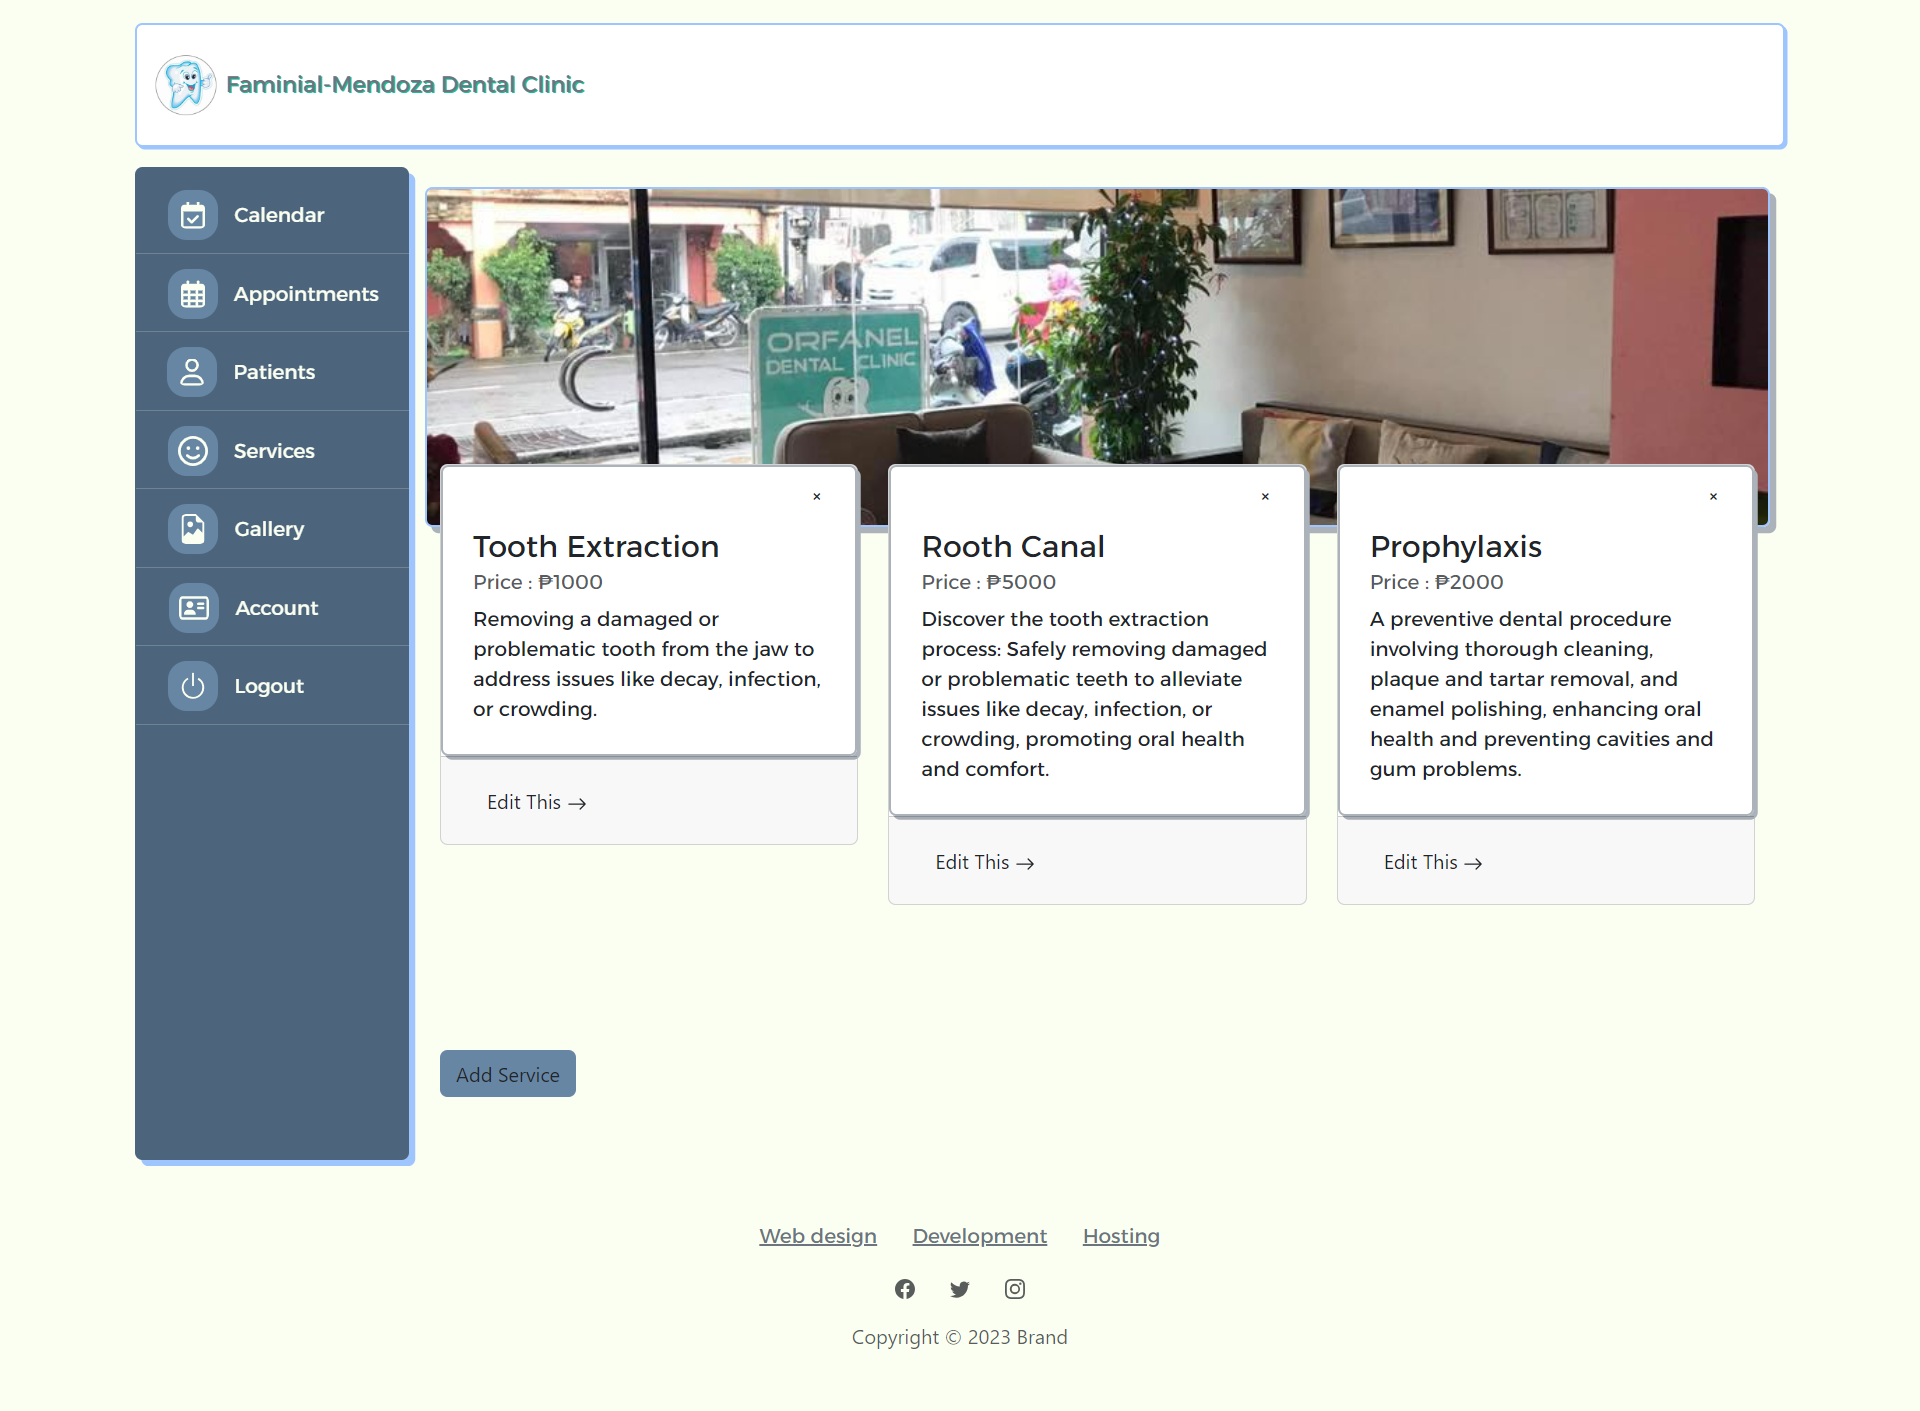 Faminial-Mendoza Dental Clinic
Calendar
Appointments
Patients
Services
Gallery
Account
Logout
ORFANEL
DENTAL CLINIC
×
Tooth Extraction
Price : ₱1000
Removing a damaged or
problematic tooth from the jaw to
address issues like decay, infection,
or crowding.
Edit This →
×
Rooth Canal
Price : ₱5000
Discover the tooth extraction
process: Safely removing damaged
or problematic teeth to alleviate
issues like decay, infection, or
crowding, promoting oral health
and comfort.
Edit This →
×
Prophylaxis
Price : ₱2000
A preventive dental procedure
involving thorough cleaning,
plaque and tartar removal, and
enamel polishing, enhancing oral
health and preventing cavities and
gum problems.
Edit This →
Add Service
Web design Development Hosting
Copyright © 2023 Brand